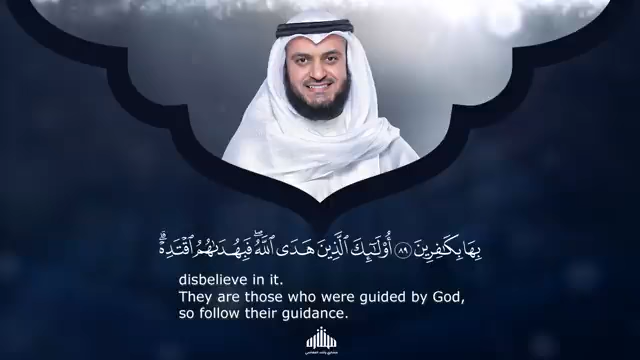 بِهَا بِكَـٰفِرِينَ ٨٩ أُو۟لَـٰٓئِكَ ٱلَّذِينَ هَدَى ٱللَّهُ ۖ فَبِهُدَىٰهُمُ ٱقْتَدِهْ ۗ
disbelieve in it.
They are those who were guided by God,
so follow their guidance.